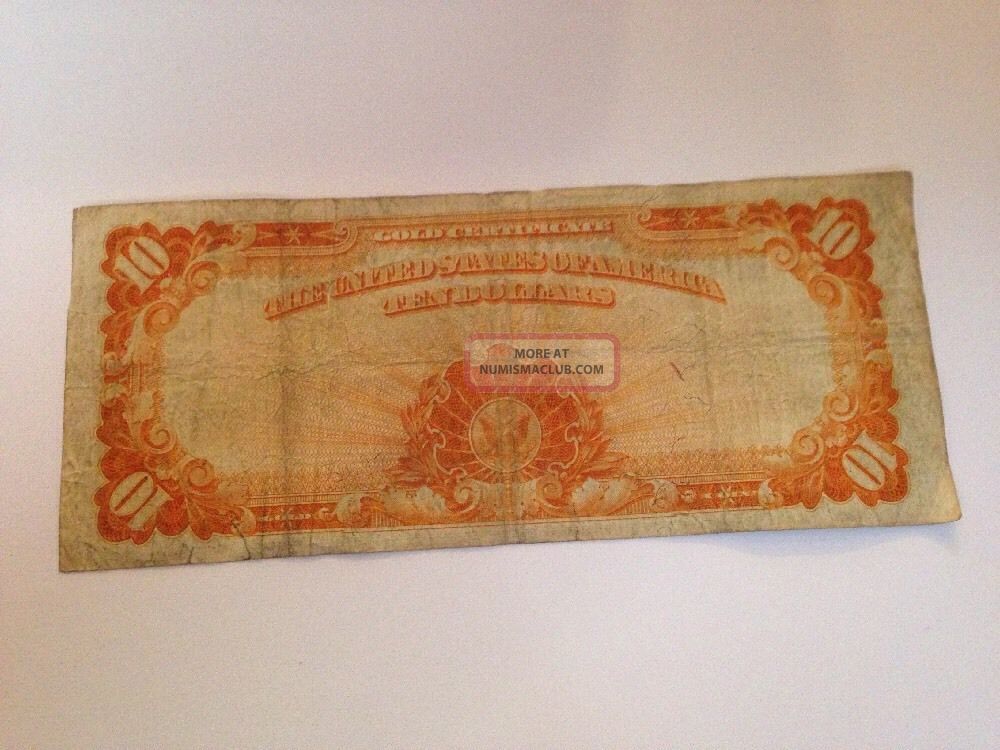 10 GOLD CERTIFICATE 10
THE UNITED STATES OF AMERICA
TEN DOLLARS
MORE AT
NUMISMACLUB.COM
10 10